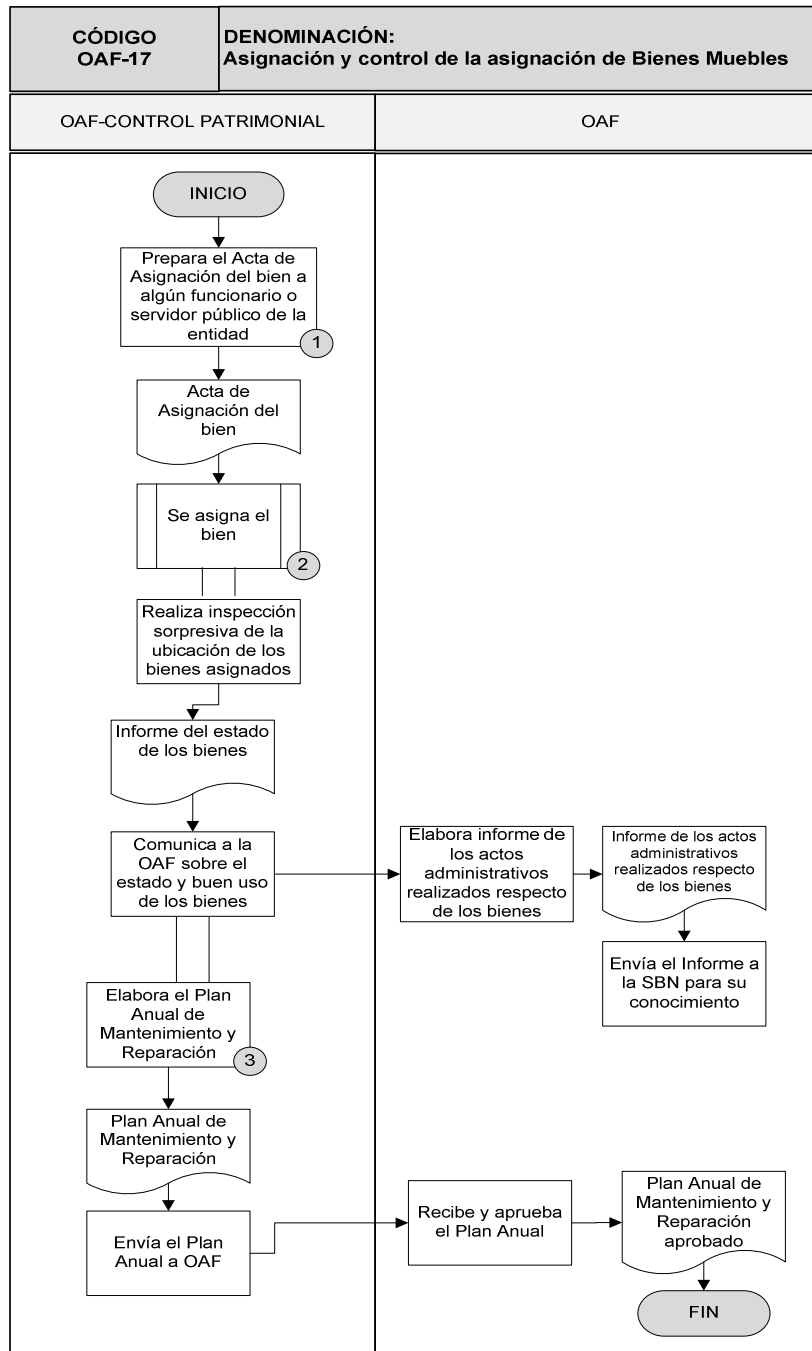 CÓDIGO
OAF-17
DENOMINACIÓN:
Asignación y control de la asignación de Bienes Muebles
OAF-CONTROL PATRIMONIAL
OAF
INICIO
Prepara el Acta de
Asignación del bien a
algún funcionario o
servidor público de la
entidad
1
Acta de
Asignación del
bien
Se asigna el
bien
2
Realiza inspección
sorpresiva de la
ubicación de los
bienes asignados
Informe del estado
de los bienes
Comunica a la
OAF sobre el
estado y buen uso
de los bienes
Elabora informe de
los actos
administrativos
realizados respecto
de los bienes
Informe de los actos
administrativos
realizados respecto
de los bienes
Envía el Informe a
la SBN para su
conocimiento
Elabora el Plan
Anual de
Mantenimiento y
Reparación
3
Plan Anual de
Mantenimiento y
Reparación
Envía el Plan
Anual a OAF
Recibe y aprueba
el Plan Anual
Plan Anual de
Mantenimiento y
Reparación
aprobado
FIN